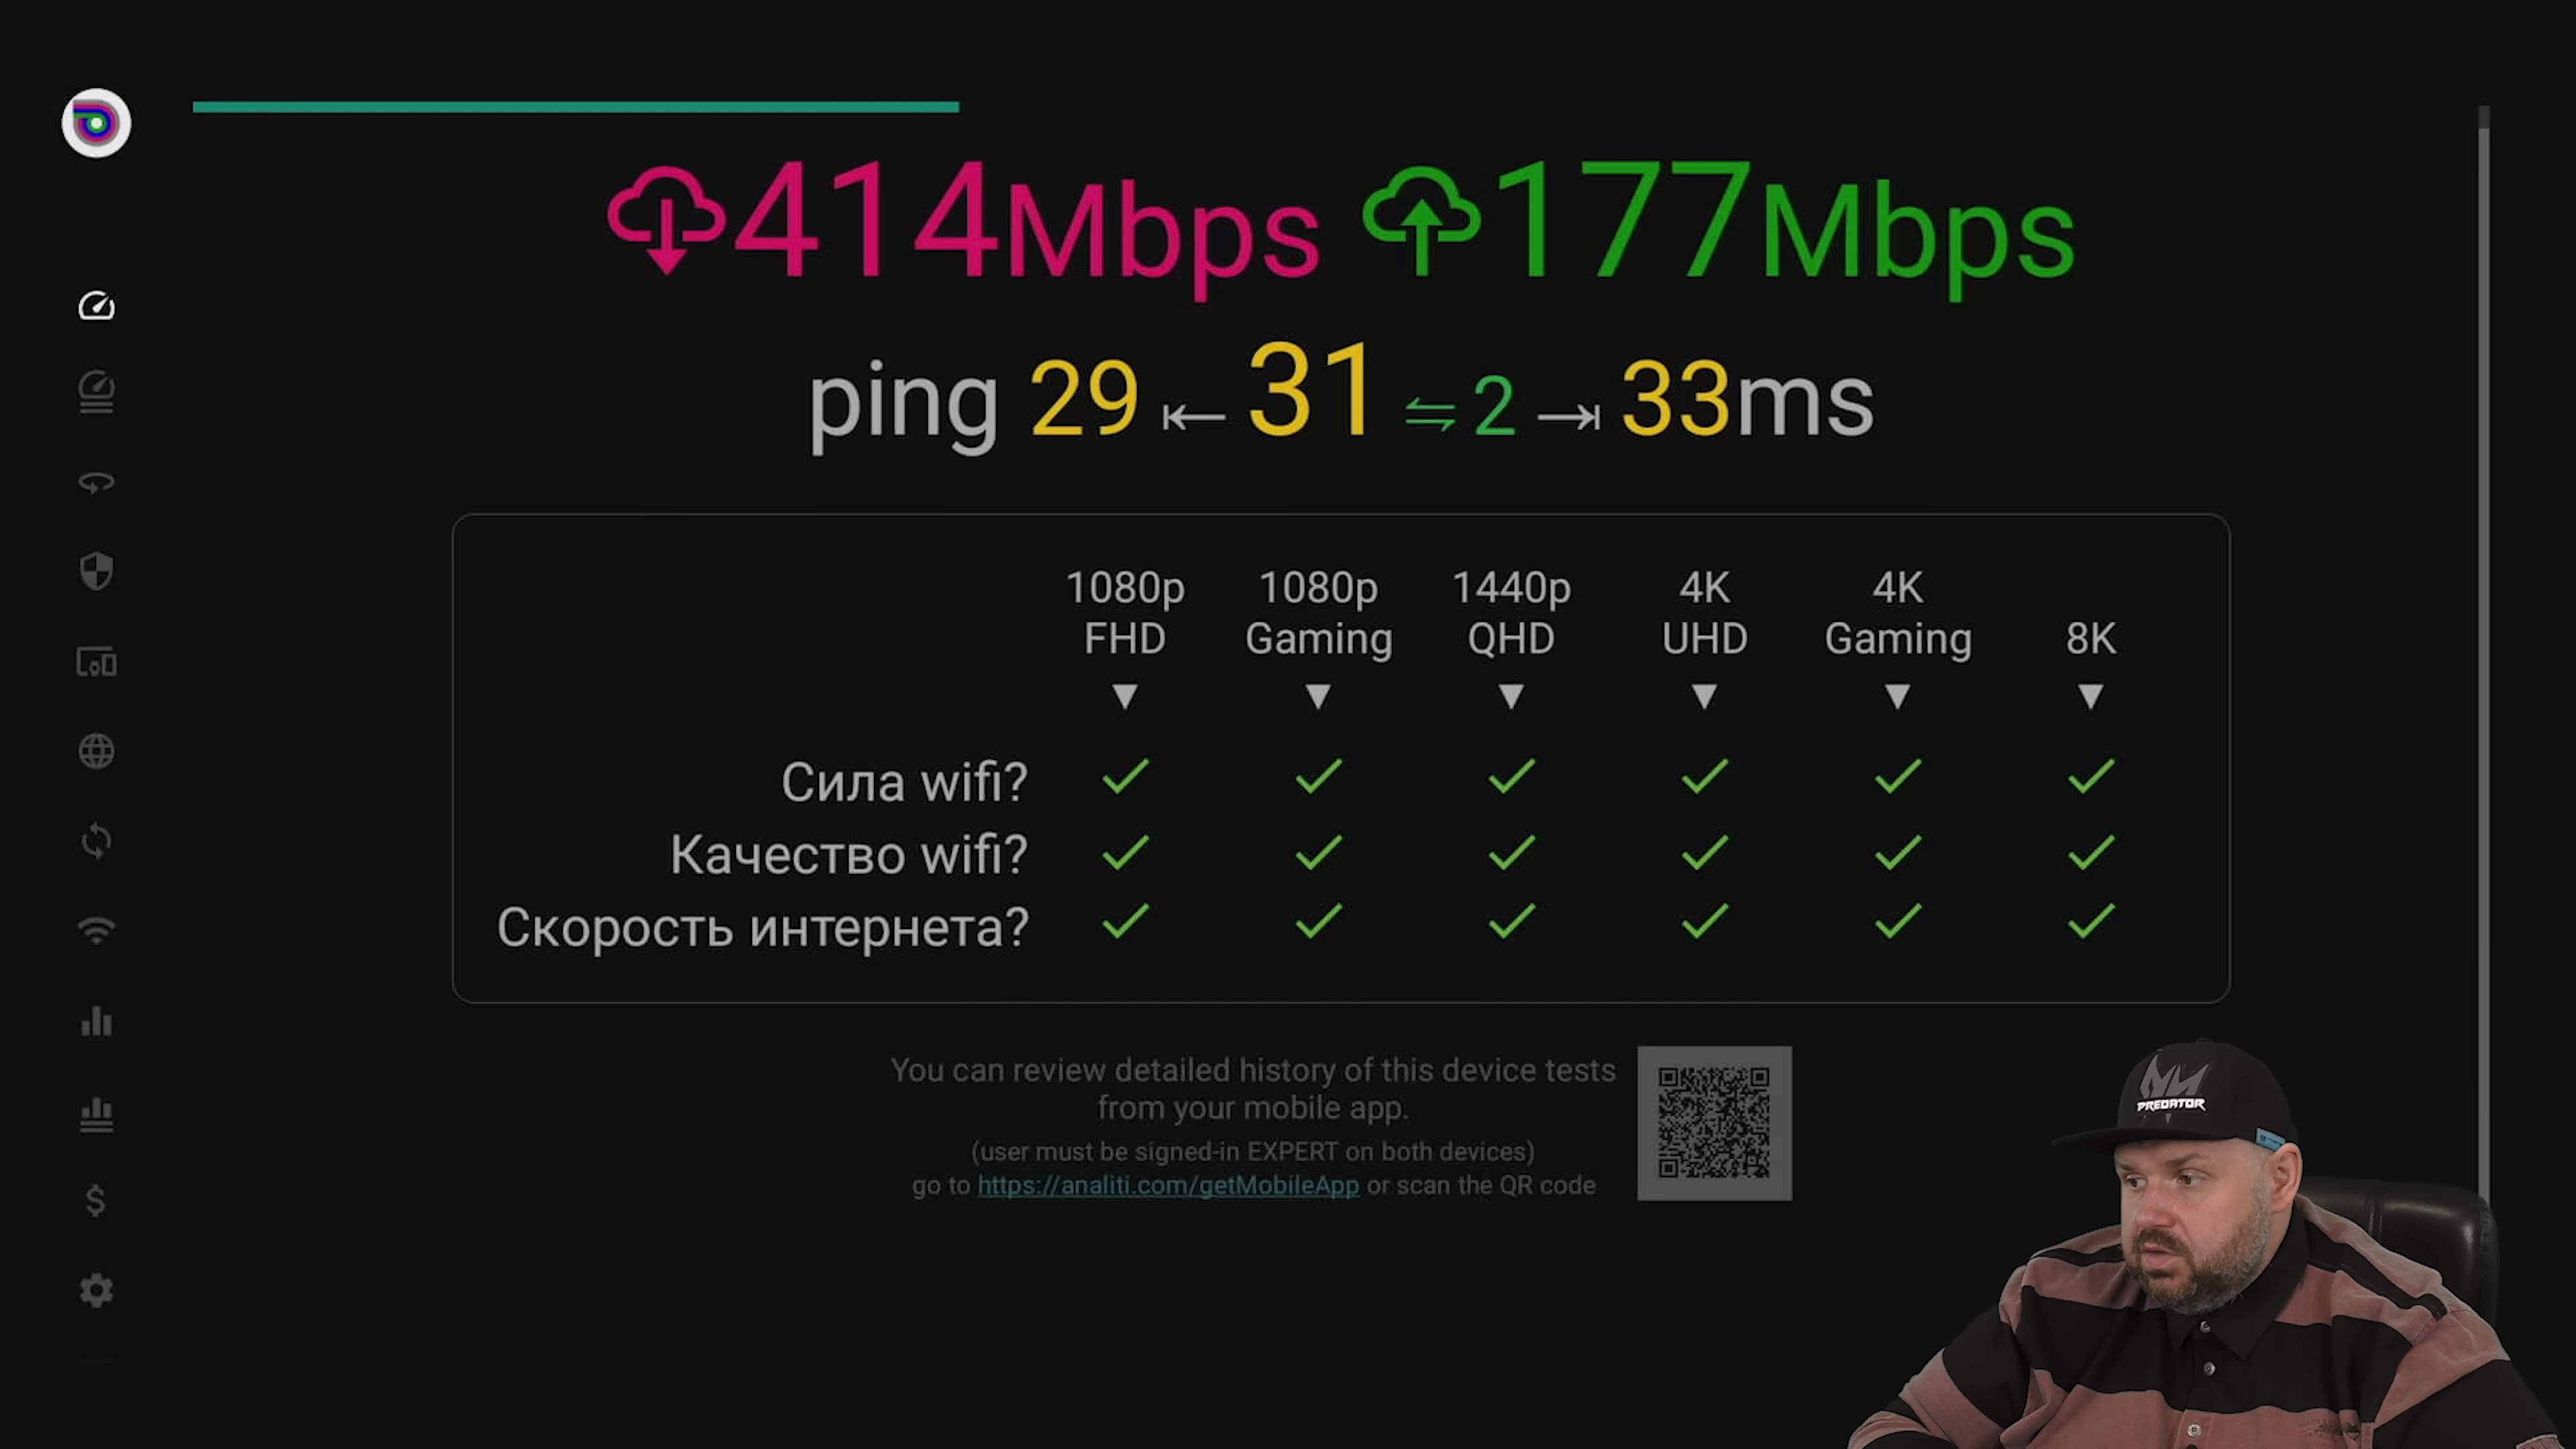 414Mbps 177Mbps
ping 29 ⇤ 31 ⇋ 2 ⇥ 33ms
1080p 1080p 1440p 4K 4K
FHD Gaming QHD UHD Gaming 8K
▼ ▼ ▼ ▼ ▼ ▼
Сила wifi? ✓ ✓ ✓ ✓ ✓ ✓
Качество wifi? ✓ ✓ ✓ ✓ ✓ ✓
Скорость интернета? ✓ ✓ ✓ ✓ ✓ ✓
You can review detailed history of this device tests
from your mobile app.
(user must be signed-in EXPERT on both devices)
go to https://analiti.com/getMobileApp or scan the QR code
PREDATOR